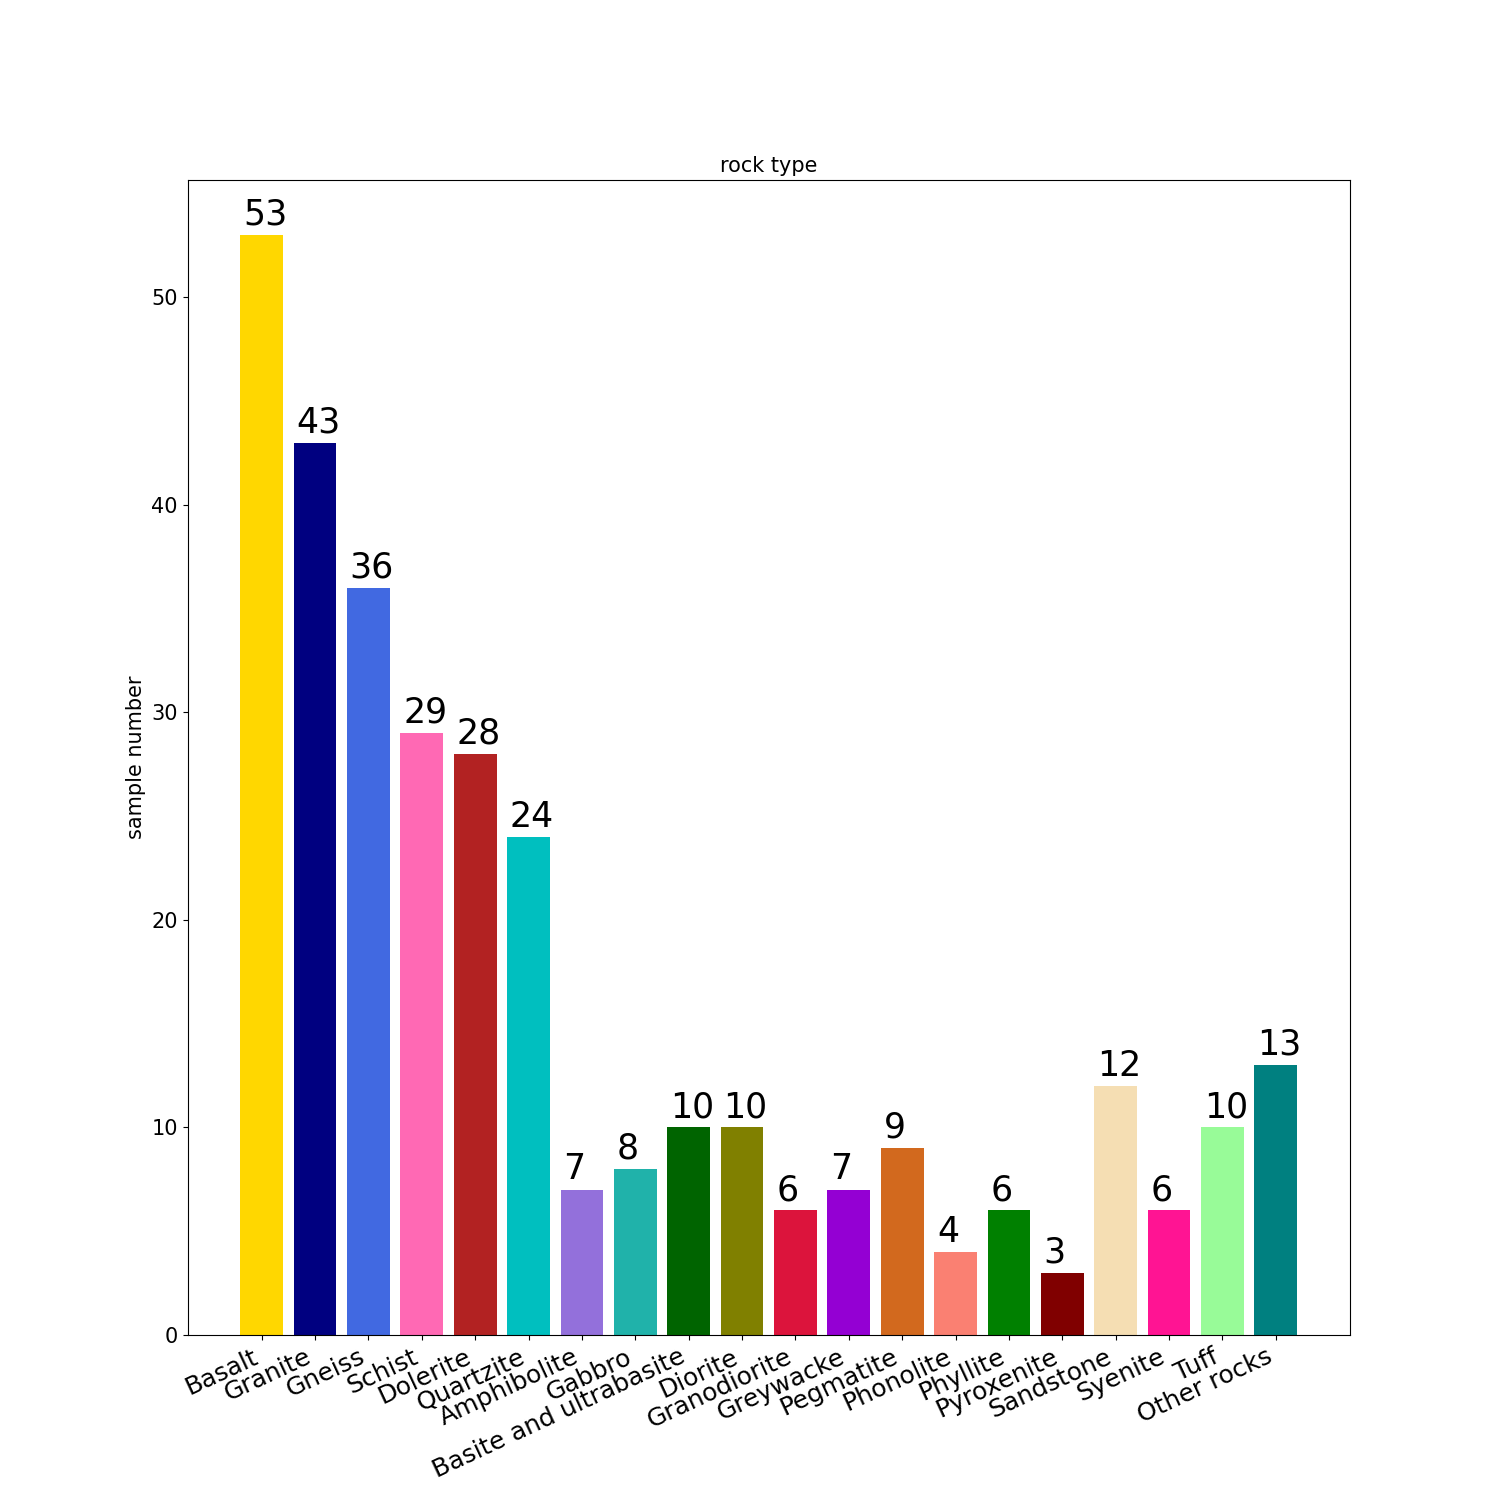 rock type
sample number
50
40
30
20
10
0
53
43
36
29
28
24
7
8
10
10
6
7
9
4
6
3
12
6
10
13
Basalt
Granite
Gneiss
Schist
Dolerite
Quartzite
Amphibolite
Gabbro
Basite and ultrabasite
Diorite
Granodiorite
Greywacke
Pegmatite
Phonolite
Phyllite
Pyroxenite
Sandstone
Syenite
Tuff
Other rocks